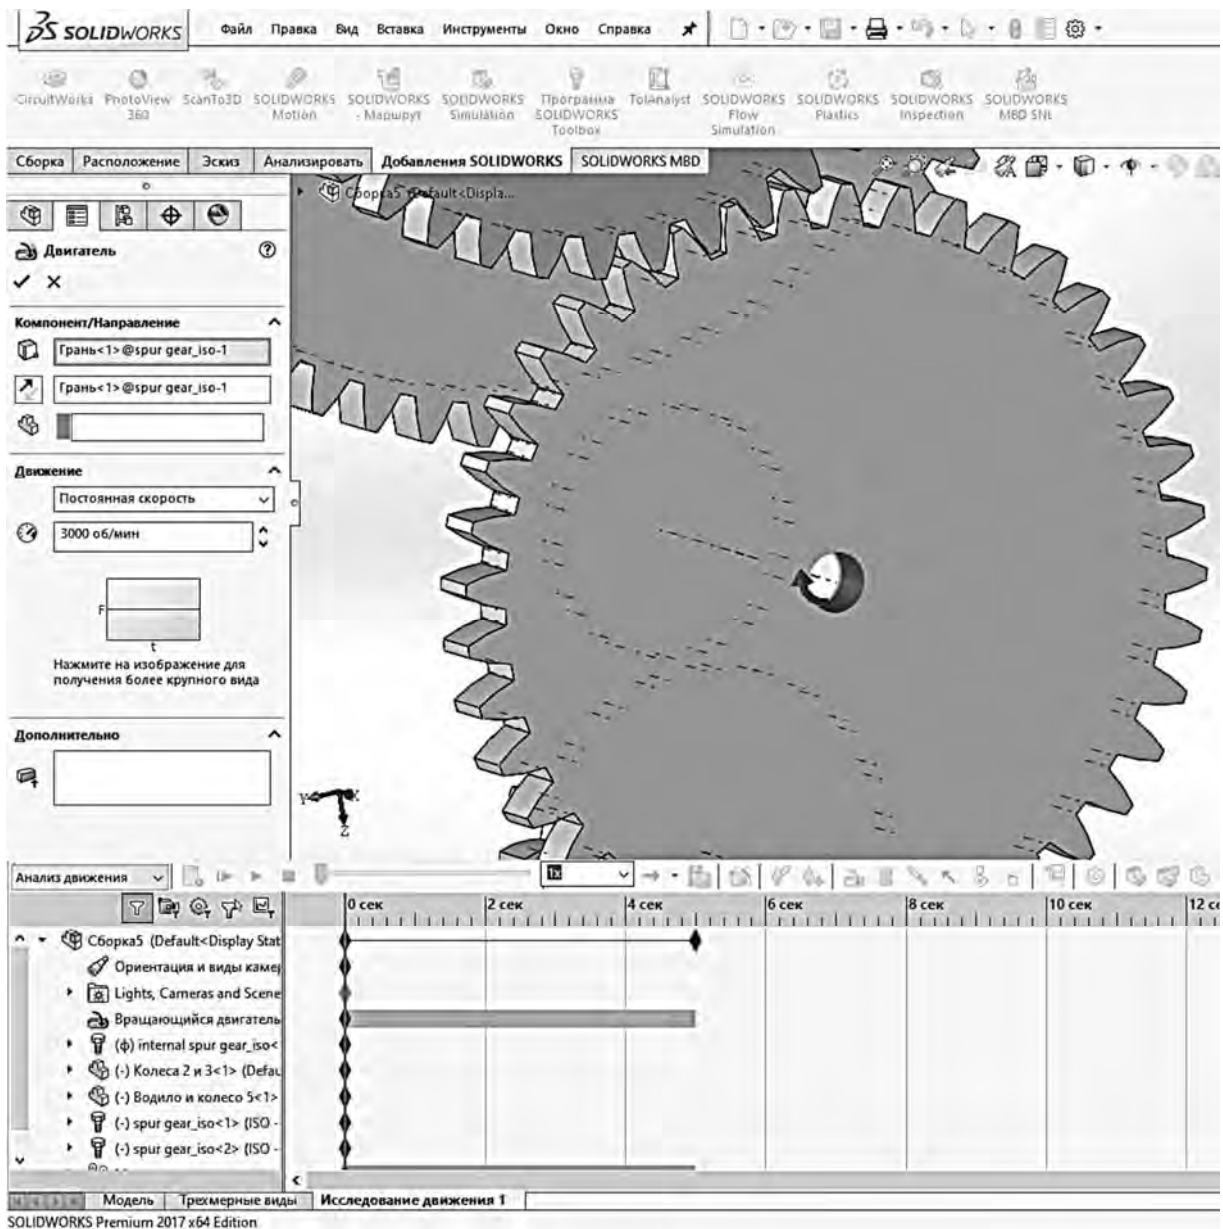 SOLIDWORKS
Файл Правка Вид Вставка Инструменты Окно Справка
CircuitWorks PhotoView 360 ScanTo3D SOLIDWORKS Motion SOLIDWORKS - Маршрут SOLIDWORKS Simulation Программа SOLIDWORKS Toolbox TolAnalyst SOLIDWORKS Flow Simulation SOLIDWORKS Plastics SOLIDWORKS Inspection SOLIDWORKS MBD SNL
Сборка Расположение Эскиз Анализировать Добавления SOLIDWORKS SOLIDWORKS MBD
Сборка5 (Default<Displa...
Двигатель
Компонент/Направление
Грань<1>@spur gear_iso-1
Грань<1>@spur gear_iso-1
Движение
Постоянная скорость
3000 об/мин
F
t
Нажмите на изображение для
получения более крупного вида
Дополнительно
Y X
Z
Анализ движения 1x
0 сек 2 сек 4 сек 6 сек 8 сек 10 сек 12 се
Сборка5 (Default<Display Stat
Ориентация и виды камеј
Lights, Cameras and Scene
Вращающийся двигатель
(ф) internal spur gear_iso<
(-) Колеса 2 и 3<1> (Defau
(-) Водило и колесо 5<1>
(-) spur gear_iso<1> (ISO -
(-) spur gear_iso<2> (ISO -
Модель Трехмерные виды Исследование движения 1
SOLIDWORKS Premium 2017 x64 Edition